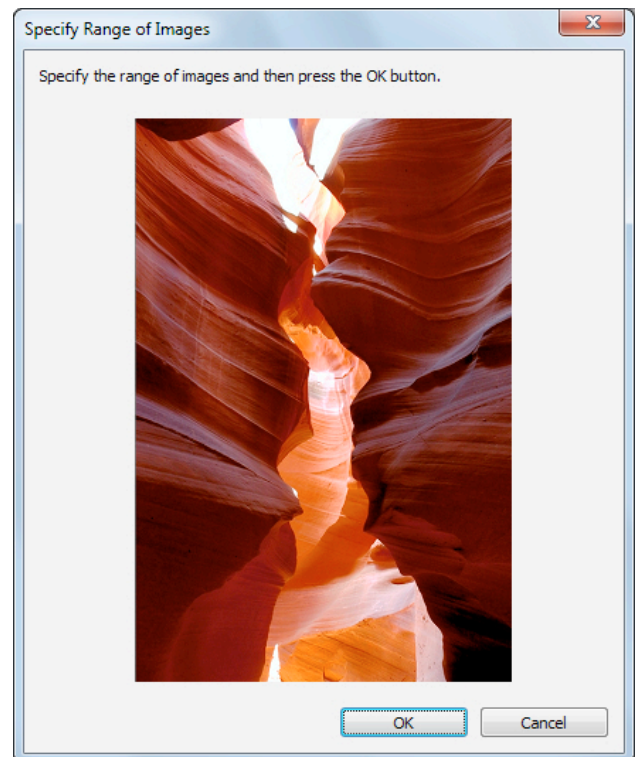 Specify Range of Images
Specify the range of images and then press the OK button.
OK
Cancel